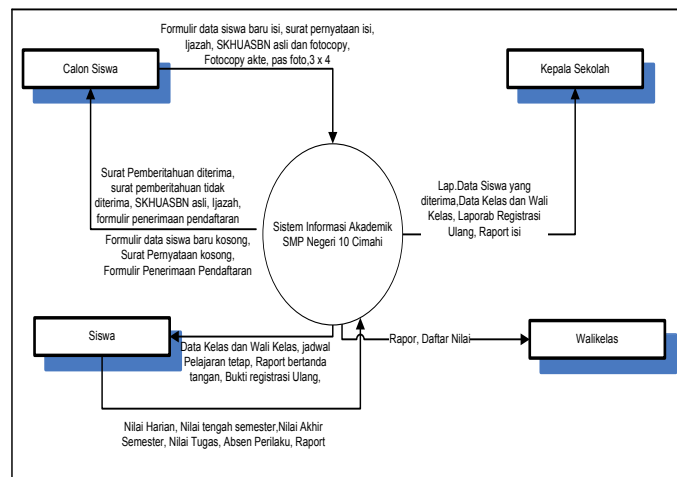 Formulir data siswa baru isi, surat pernyataan isi,
Ijazah, SKHUASBN asli dan fotocopy,
Fotocopy akte, pas foto,3 x 4
Calon Siswa
Kepala Sekolah
Surat Pemberitahuan diterima,
surat pemberitahuan tidak
diterima, SKHUASBN asli, Ijazah,
formulir penerimaan pendaftaran
Formulir data siswa baru kosong,
Surat Pernyataan kosong,
Formulir Penerimaan Pendaftaran
Sistem Informasi Akademik
SMP Negeri 10 Cimahi
Lap.Data Siswa yang
diterima,Data Kelas dan Wali
Kelas, Laporab Registrasi
Ulang, Raport isi
Siswa
Data Kelas dan Wali Kelas, jadwal
Pelajaran tetap, Raport bertanda
tangan, Bukti registrasi Ulang,
Rapor, Daftar Nilai
Walikelas
Nilai Harian, Nilai tengah semester,Nilai Akhir
Semester, Nilai Tugas, Absen Perilaku, Raport